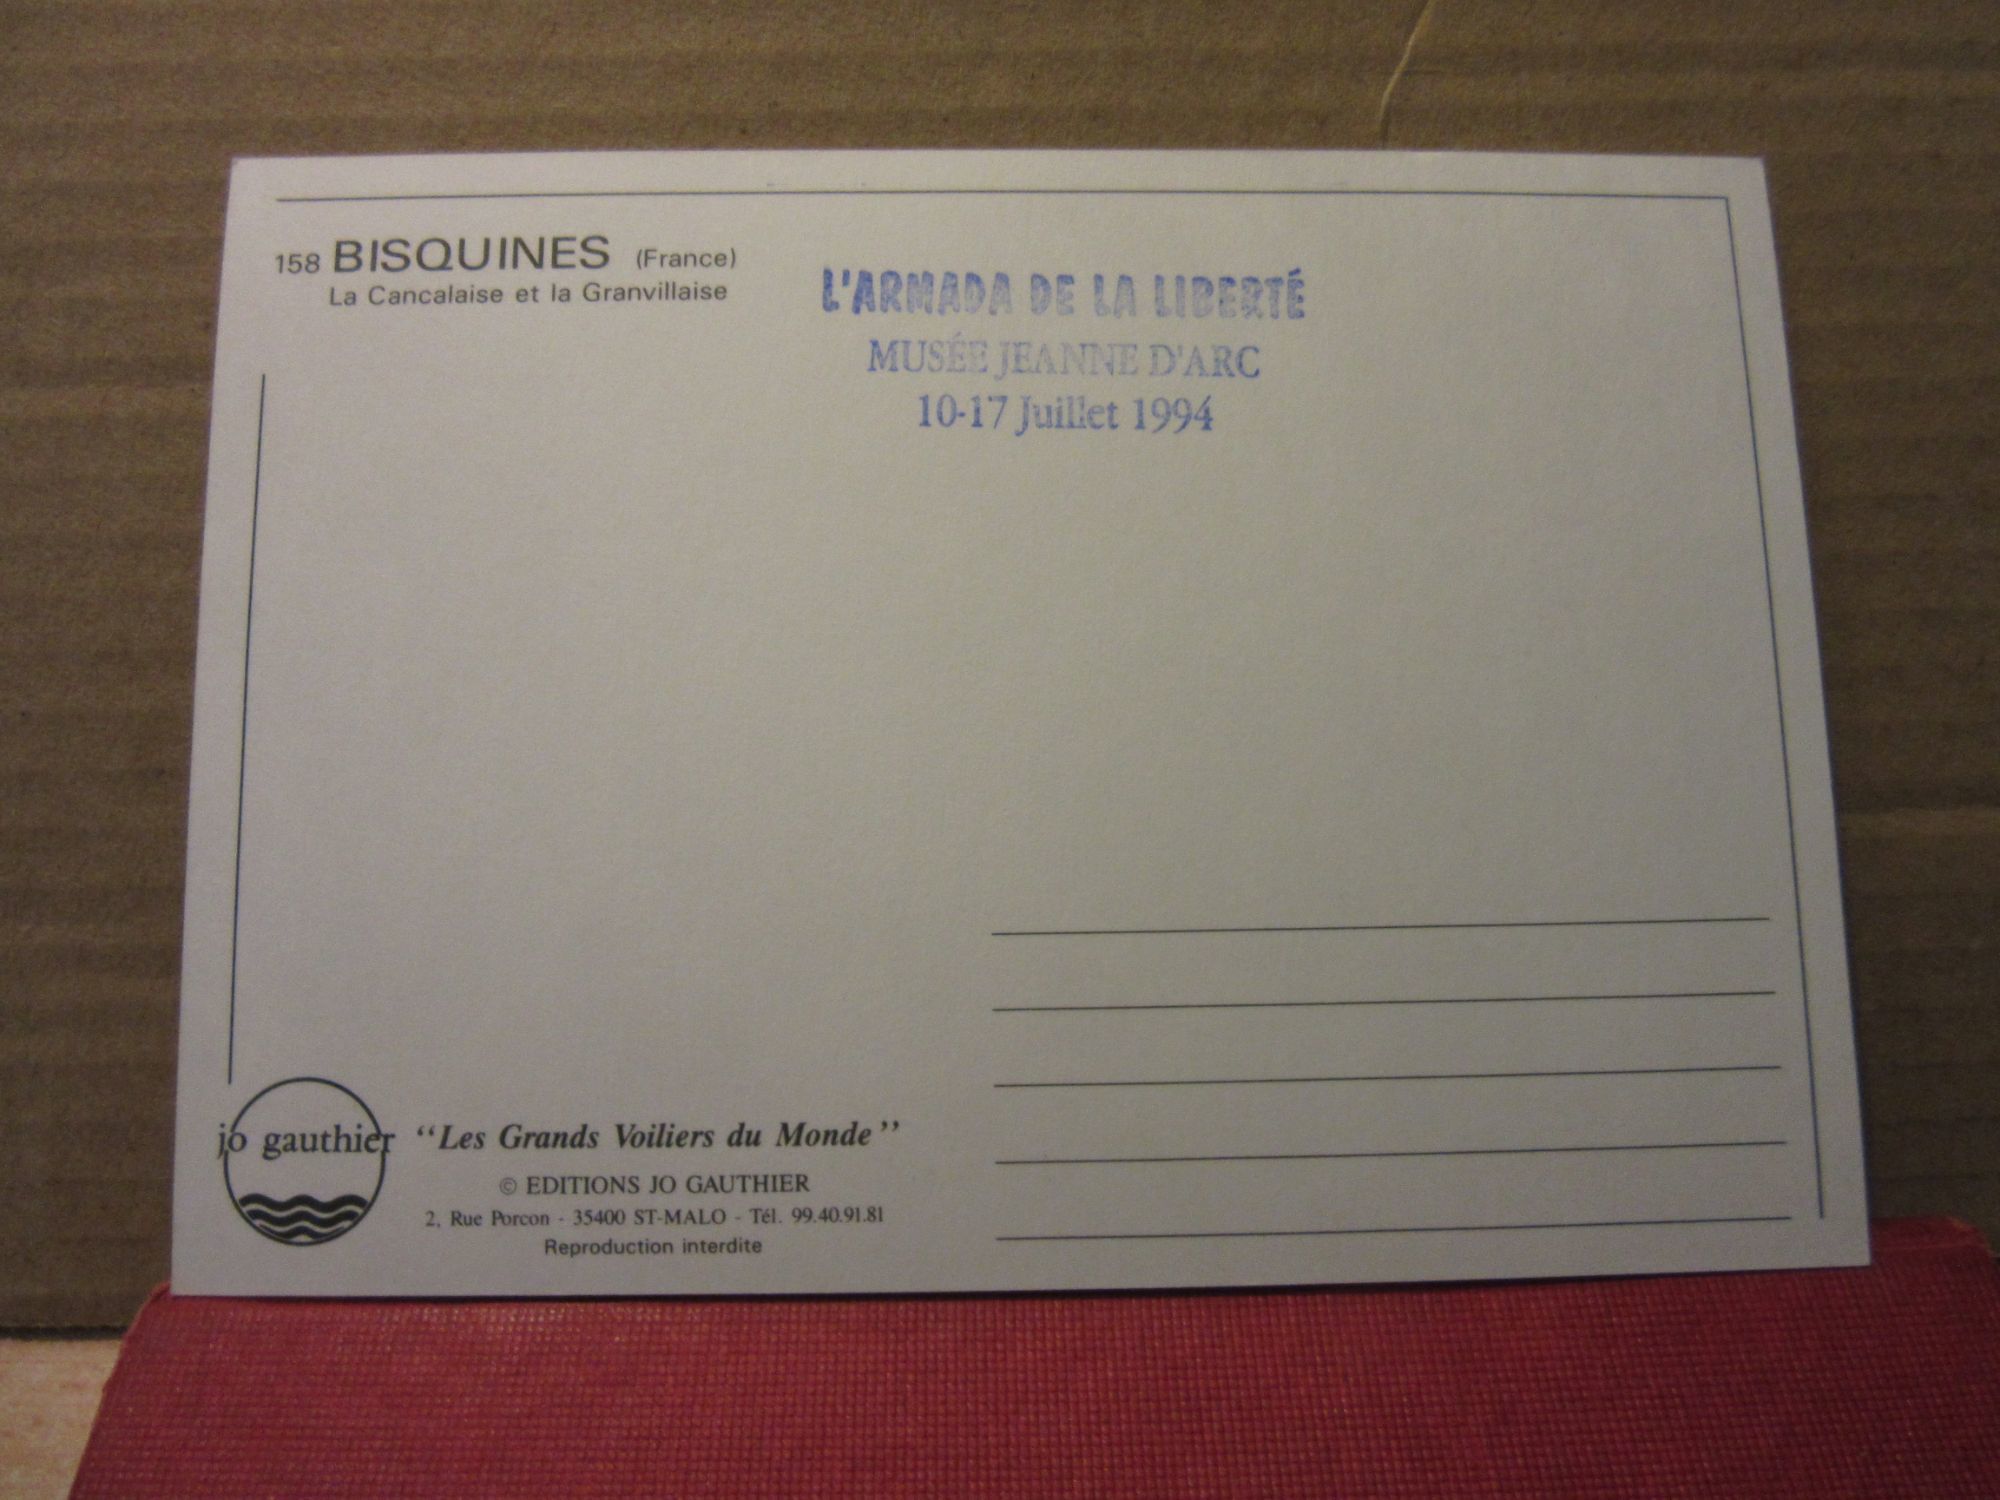 158 BISQUINES (France)
La Cancalaise et la Granvillaise
L'ARMADA DE LA LIBERTÉ
MUSÉE JEANNE D'ARC
10-17 Juillet 1994
jo gauthier
“Les Grands Voiliers du Monde”
© EDITIONS JO GAUTHIER
2, Rue Porcon - 35400 ST-MALO - Tél. 99.40.91.81
Reproduction interdite